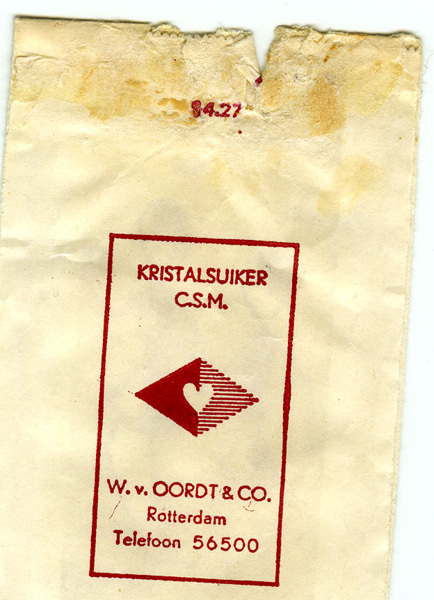 84.27
KRISTALSUIKER
C.S.M.
W. v. OORDT & CO.
Rotterdam
Telefoon 56500